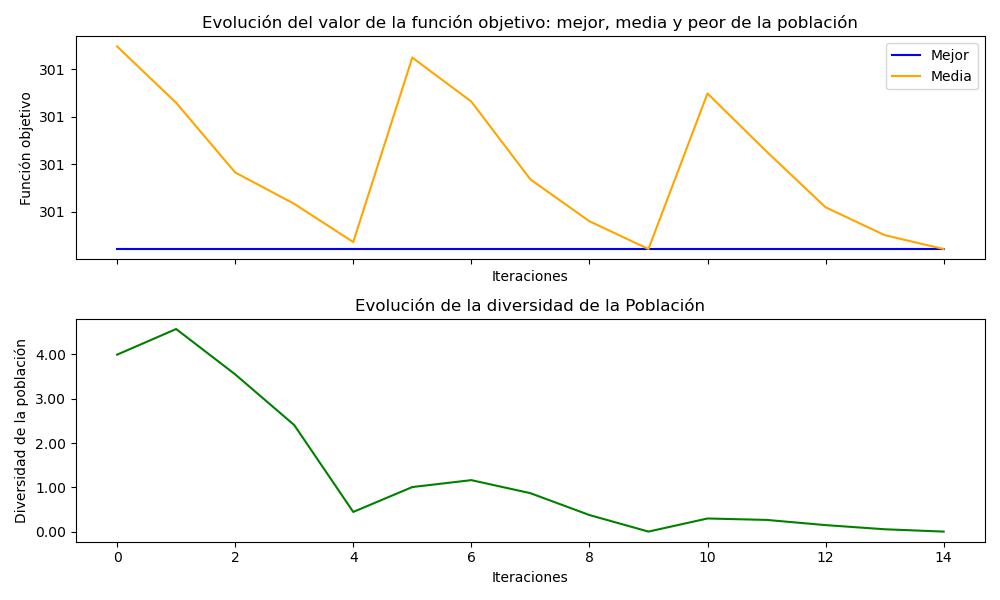 Evolución del valor de la función objetivo: mejor, media y peor de la población
301
301
301
301
Función objetivo
Mejor
Media
Iteraciones
Evolución de la diversidad de la Población
4.00
3.00
2.00
1.00
0.00
Diversidad de la población
0 2 4 6 8 10 12 14
Iteraciones